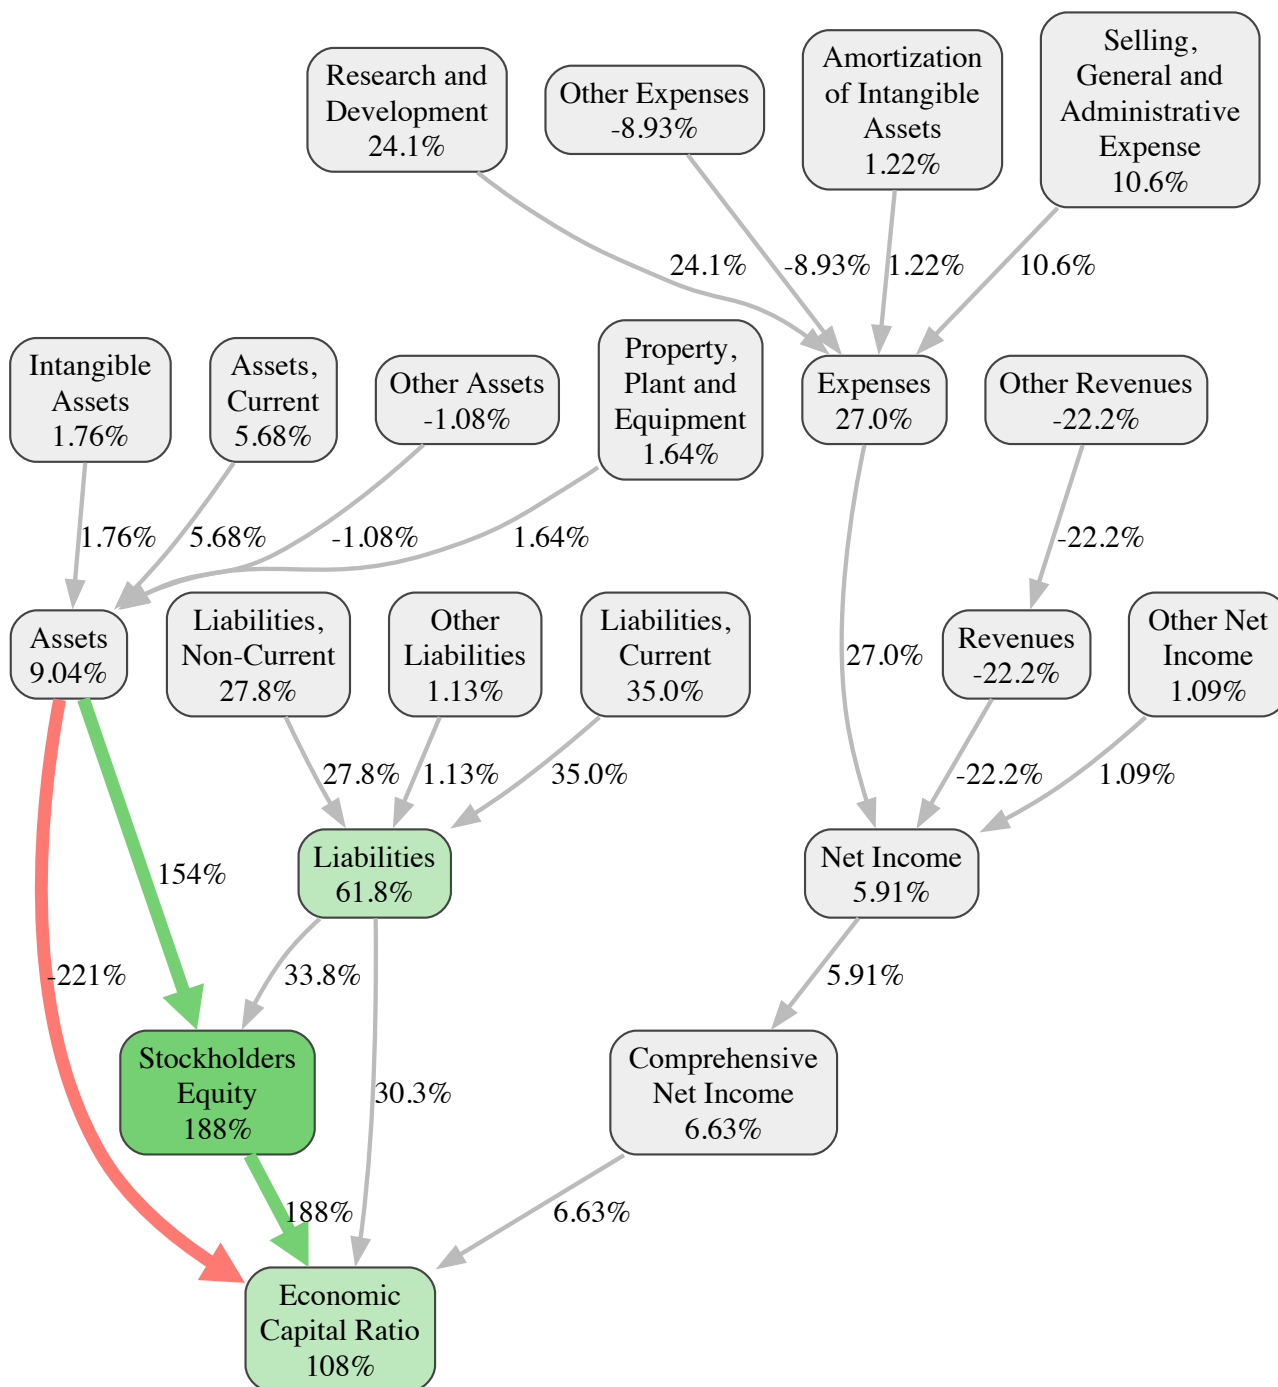 Research and
Development
24.1%
Other Expenses
-8.93%
Amortization
of Intangible
Assets
1.22%
Selling,
General and
Administrative
Expense
10.6%
24.1%
-8.93%
1.22%
10.6%
Intangible
Assets
1.76%
Assets,
Current
5.68%
Other Assets
-1.08%
Property,
Plant and
Equipment
1.64%
Expenses
27.0%
Other Revenues
-22.2%
1.76%
5.68%
-1.08%
1.64%
-22.2%
Assets
9.04%
Liabilities,
Non-Current
27.8%
Other
Liabilities
1.13%
Liabilities,
Current
35.0%
27.0%
Revenues
-22.2%
Other Net
Income
1.09%
27.8%
1.13%
35.0%
-22.2%
1.09%
154%
Liabilities
61.8%
Net Income
5.91%
-221%
33.8%
5.91%
Stockholders
Equity
188%
30.3%
Comprehensive
Net Income
6.63%
188%
6.63%
Economic
Capital Ratio
108%